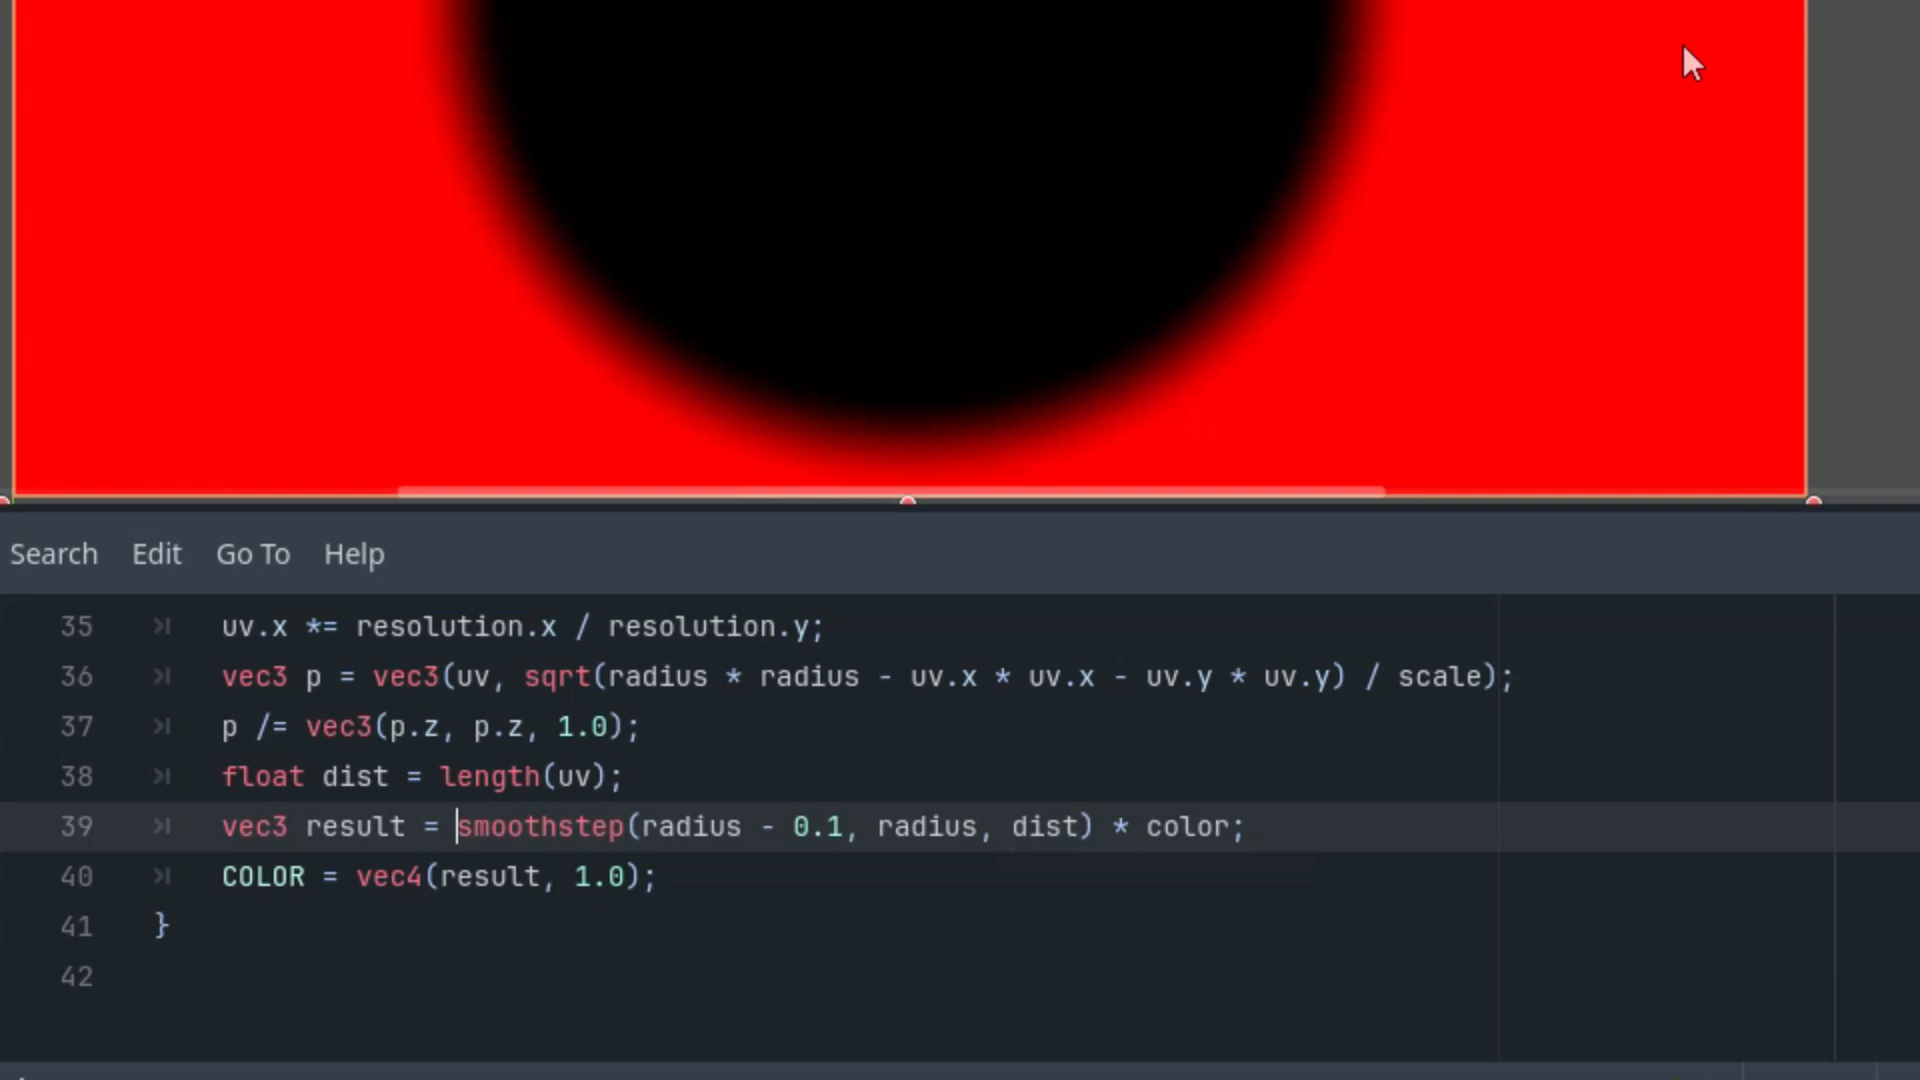 Search Edit Go To Help
35 uv.x *= resolution.x / resolution.y;
36 vec3 p = vec3(uv, sqrt(radius * radius - uv.x * uv.x - uv.y * uv.y) / scale);
37 p /= vec3(p.z, p.z, 1.0);
38 float dist = length(uv);
39 vec3 result = smoothstep(radius - 0.1, radius, dist) * color;
40 COLOR = vec4(result, 1.0);
41 }
42